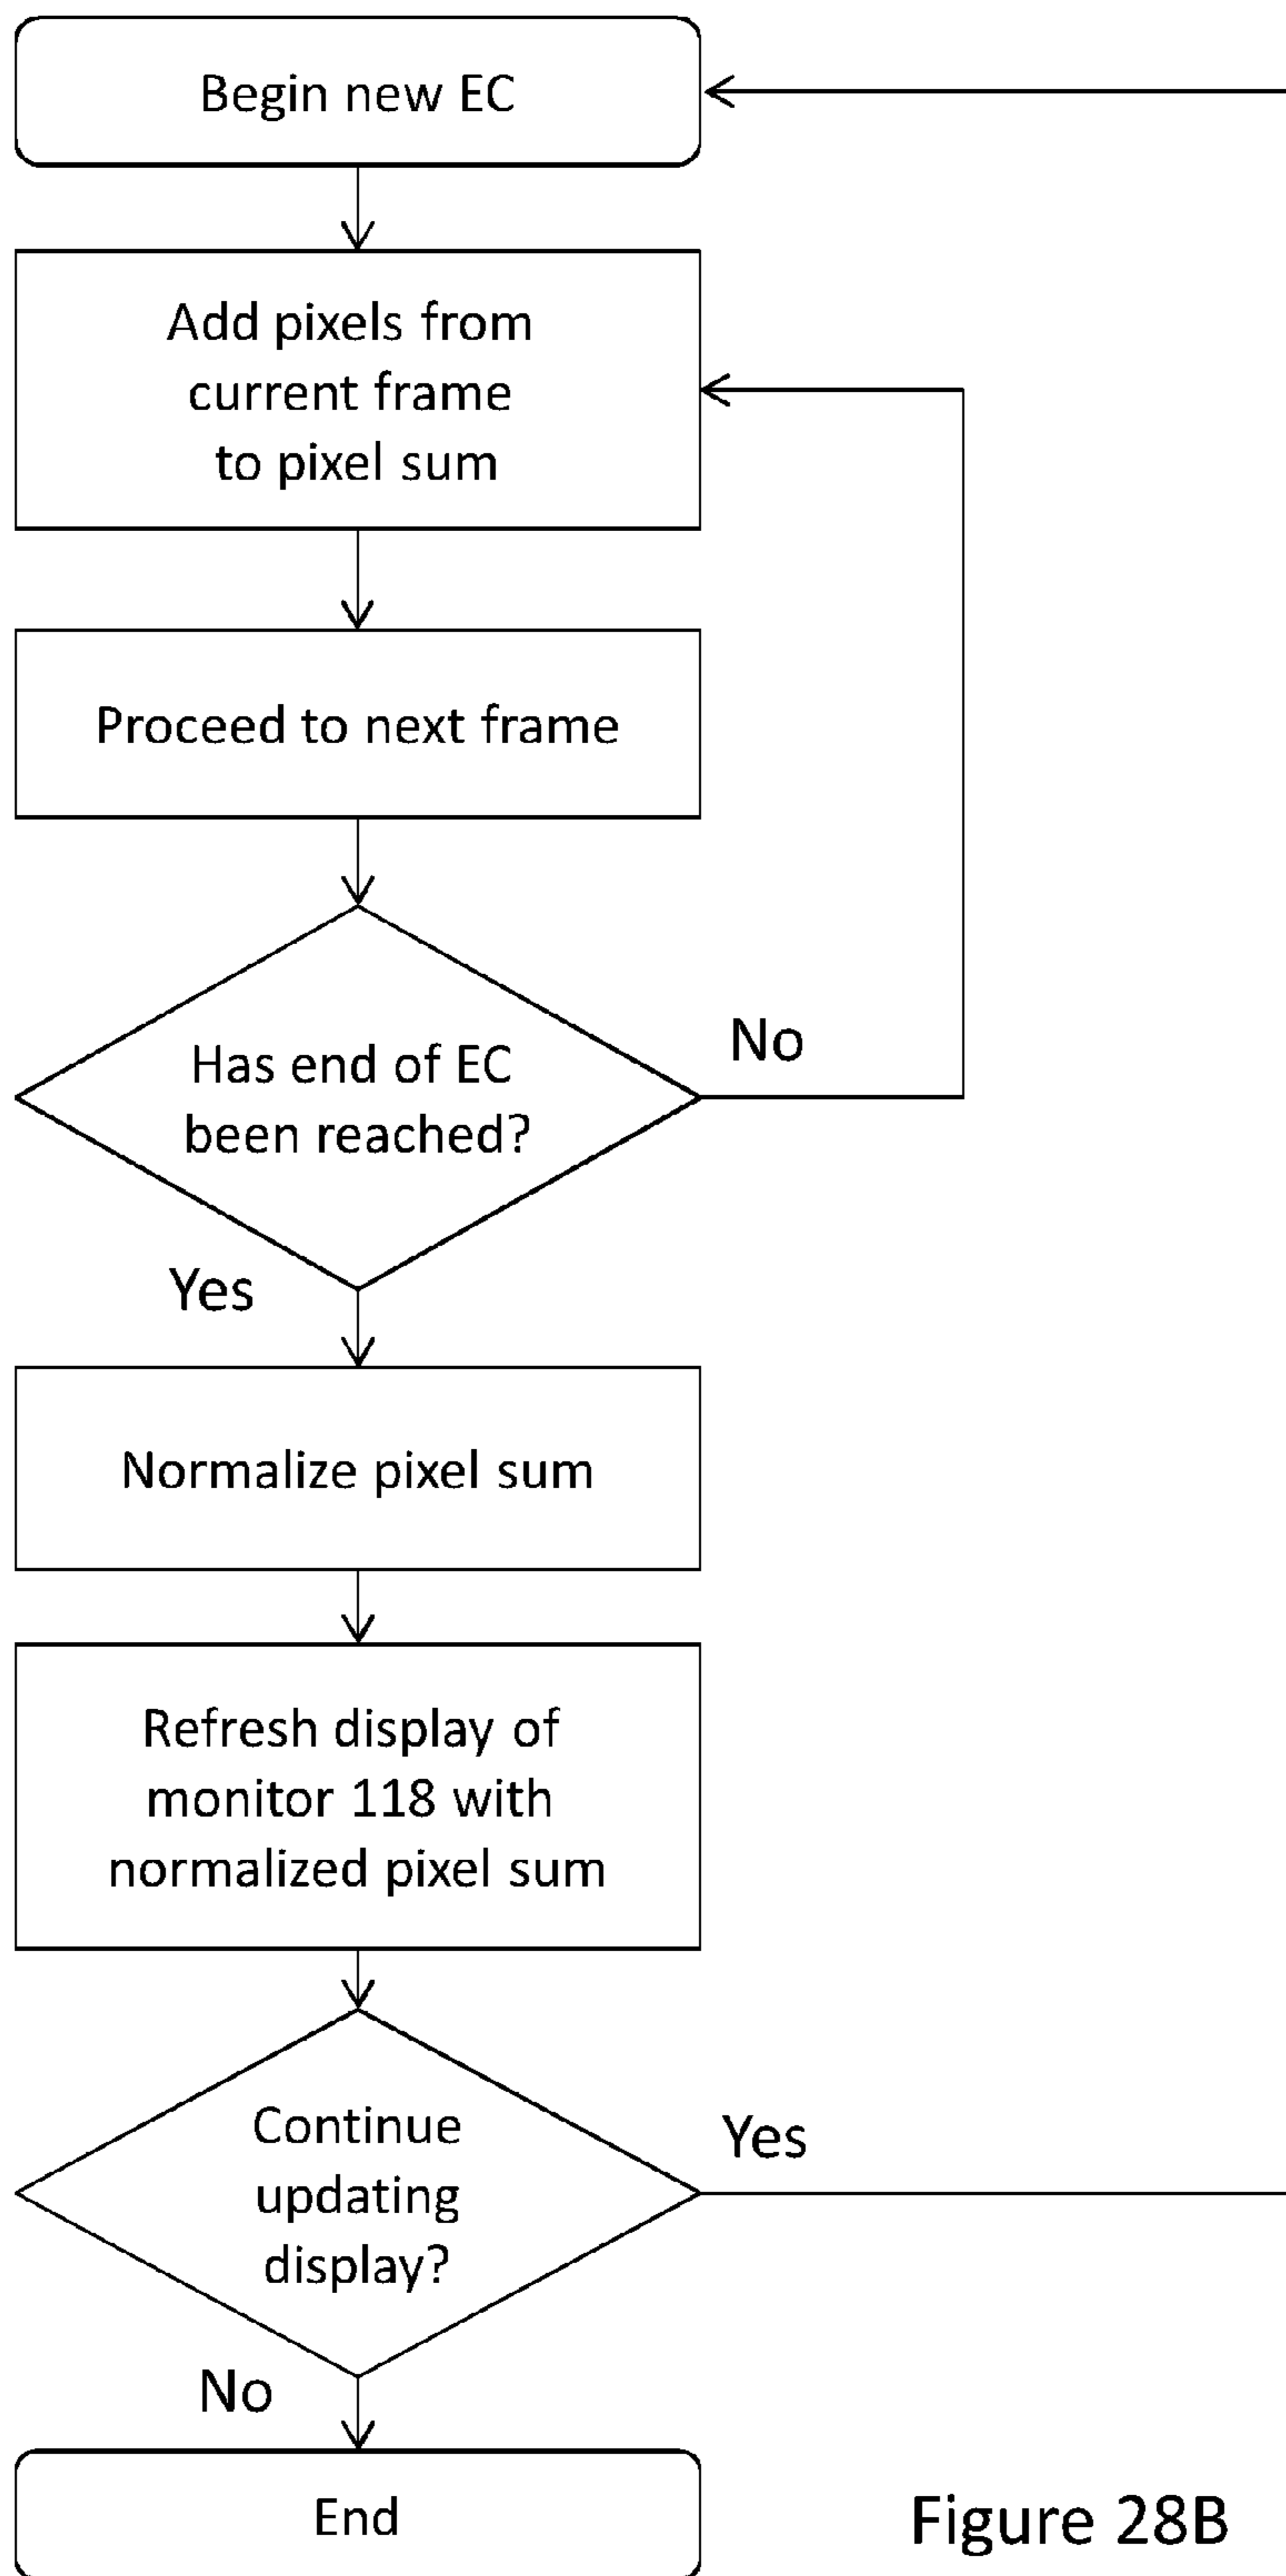 Begin new EC
Add pixels from
current frame
to pixel sum
Proceed to next frame
Has end of EC
been reached?
No
Yes
Normalize pixel sum
Refresh display of
monitor 118 with
normalized pixel sum
Continue
updating
display?
Yes
No
End
Figure 28B